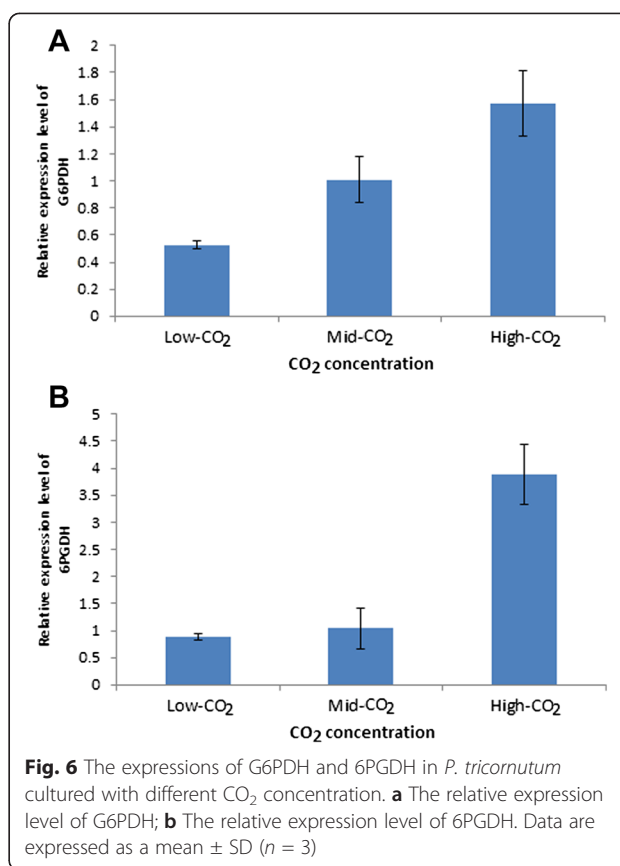 A
2
1.8
1.6
1.4
1.2
1
0.8
0.6
0.4
0.2
0
Relative expression level of
G6PDH
Low-CO₂ Mid-CO₂ High-CO₂
CO₂ concentration
B
5
4.5
4
3.5
3
2.5
2
1.5
1
0.5
0
Relative expression level of
6PGDH
Low-CO₂ Mid-CO₂ High-CO₂
CO₂ concentration
Fig. 6 The expressions of G6PDH and 6PGDH in P. tricornutum
cultured with different CO₂ concentration. a The relative expression
level of G6PDH; b The relative expression level of 6PGDH. Data are
expressed as a mean ± SD (n = 3)